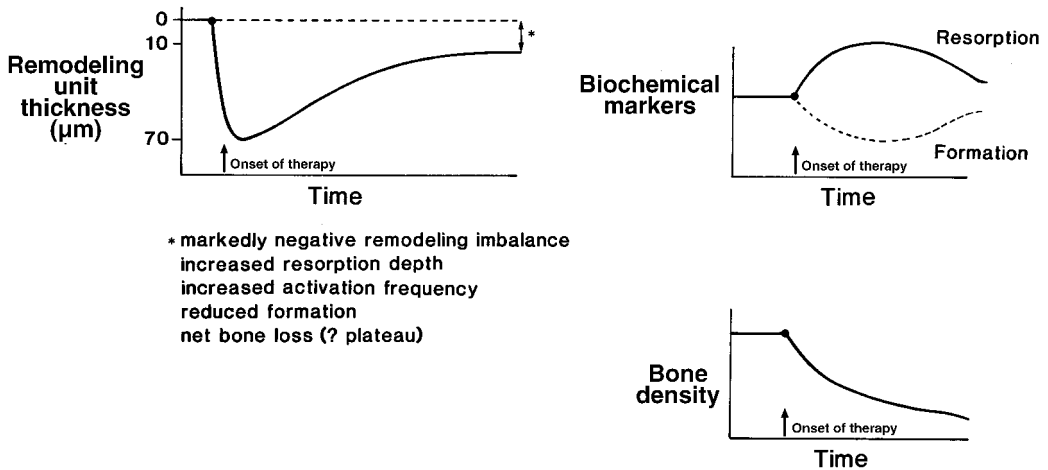 0
10
70
Remodeling
unit
thickness
(µm)
Onset of therapy
Time
* 
* markedly negative remodeling imbalance
increased resorption depth
increased activation frequency
reduced formation
net bone loss (? plateau)
Biochemical
markers
Resorption
Formation
Onset of therapy
Time
Bone
density
Onset of therapy
Time